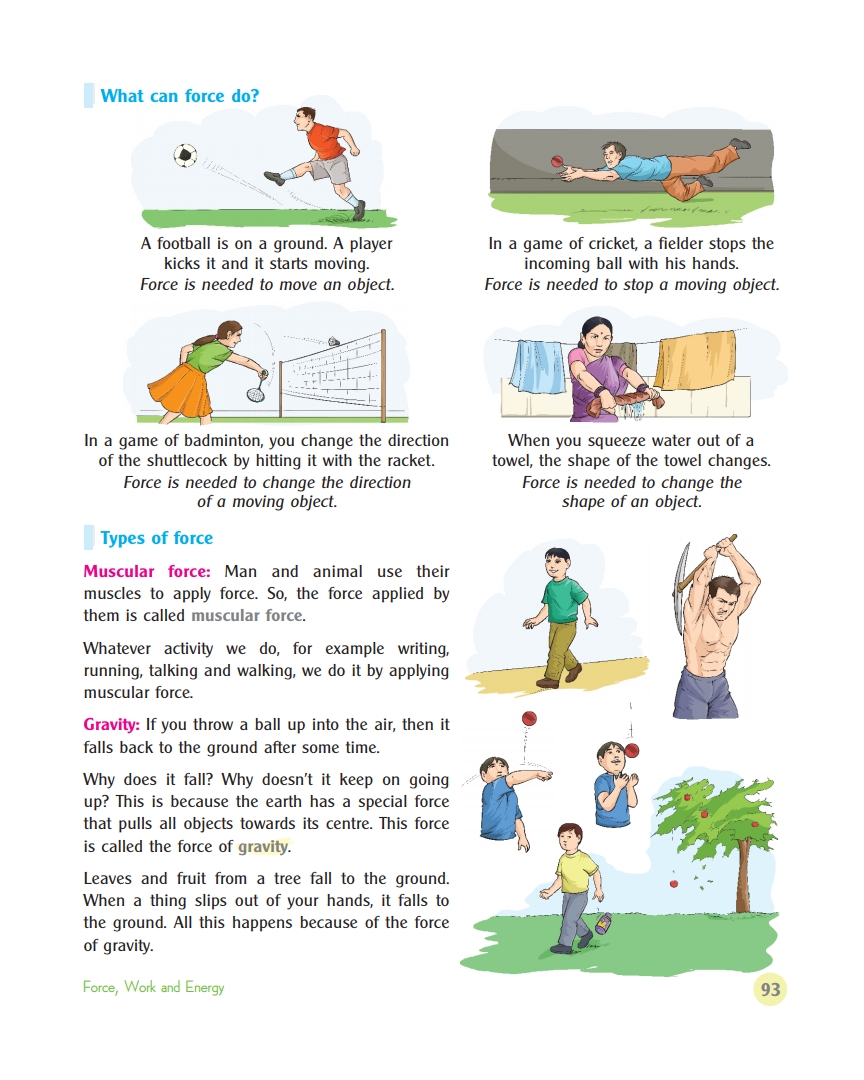 What can force do?
A football is on a ground. A player
kicks it and it starts moving.
Force is needed to move an object.
In a game of cricket, a fielder stops the
incoming ball with his hands.
Force is needed to stop a moving object.
In a game of badminton, you change the direction
of the shuttlecock by hitting it with the racket.
Force is needed to change the direction
of a moving object.
When you squeeze water out of a
towel, the shape of the towel changes.
Force is needed to change the
shape of an object.
Types of force
Muscular force: Man and animal use their
muscles to apply force. So, the force applied by
them is called muscular force.
Whatever activity we do, for example writing,
running, talking and walking, we do it by applying
muscular force.
Gravity: If you throw a ball up into the air, then it
falls back to the ground after some time.
Why does it fall? Why doesn't it keep on going
up? This is because the earth has a special force
that pulls all objects towards its centre. This force
is called the force of gravity.
Leaves and fruit from a tree fall to the ground.
When a thing slips out of your hands, it falls to
the ground. All this happens because of the force
of gravity.
Force, Work and Energy
93